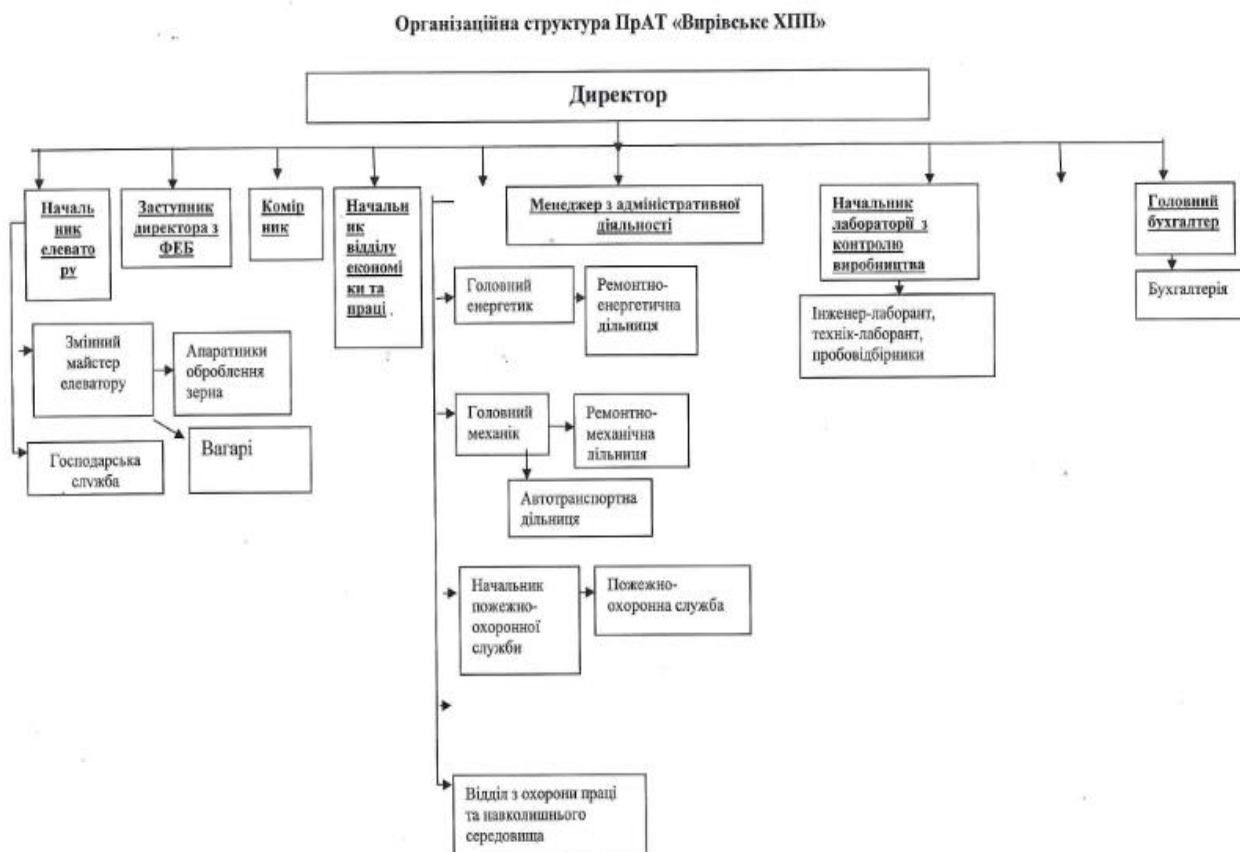 Організаційна структура ПрАТ «Вирівське ХПП»
Директор
Началь
ник
елевато
ру
Заступник
директора з
ФЕБ
Комір
ник
Начальн
ик
відділу
економі
ки та
праці
Менеджер з адміністративної
діяльності
Начальник
лабораторії з
контролю
виробництва
Головний
бухгалтер
Бухгалтерія
Головний
енергетик
Ремонтно-
енергетична
дільниця
Інженер-лаборант,
технік-лаборант,
пробовідбірники
Змінний
майстер
елеватору
Апаратники
оброблення
зерна
Головний
механік
Ремонтно-
механічна
дільниця
Вагарі
Господарська
служба
Автотранспортна
дільниця
Начальник
пожежно-
охоронної
служби
Пожежно-
охоронна служба
Відділ з охорони праці
та навколишнього
середовища